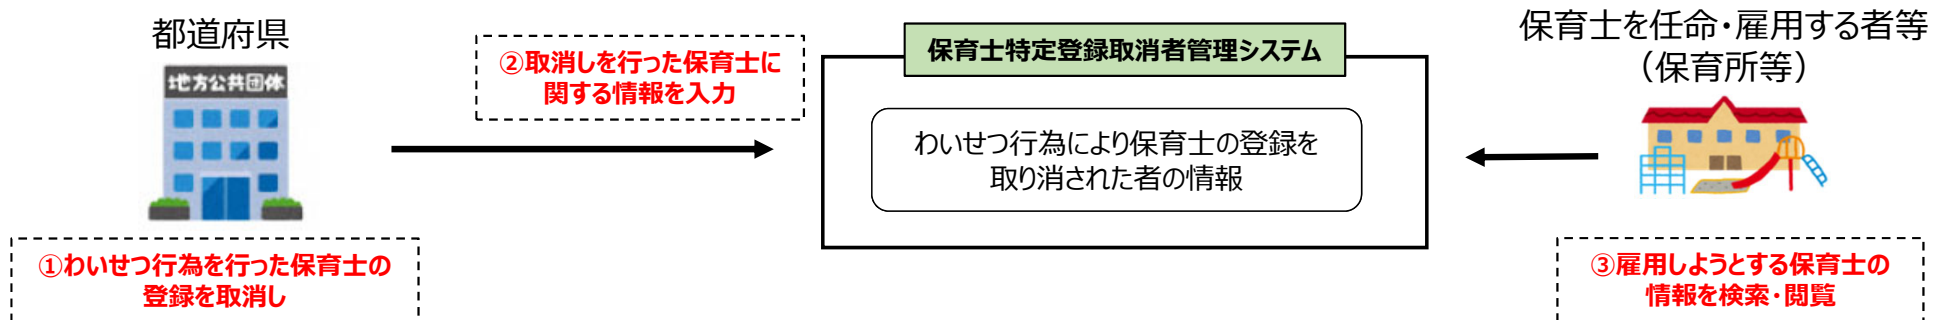 都道府県
地方公共団体
①わいせつ行為を行った保育士の
登録を取消し
②取消しを行った保育士に
関する情報を入力
保育士特定登録取消者管理システム
わいせつ行為により保育士の登録を
取り消された者の情報
保育士を任命・雇用する者等
（保育所等）
③雇用しようとする保育士の
情報を検索・閲覧